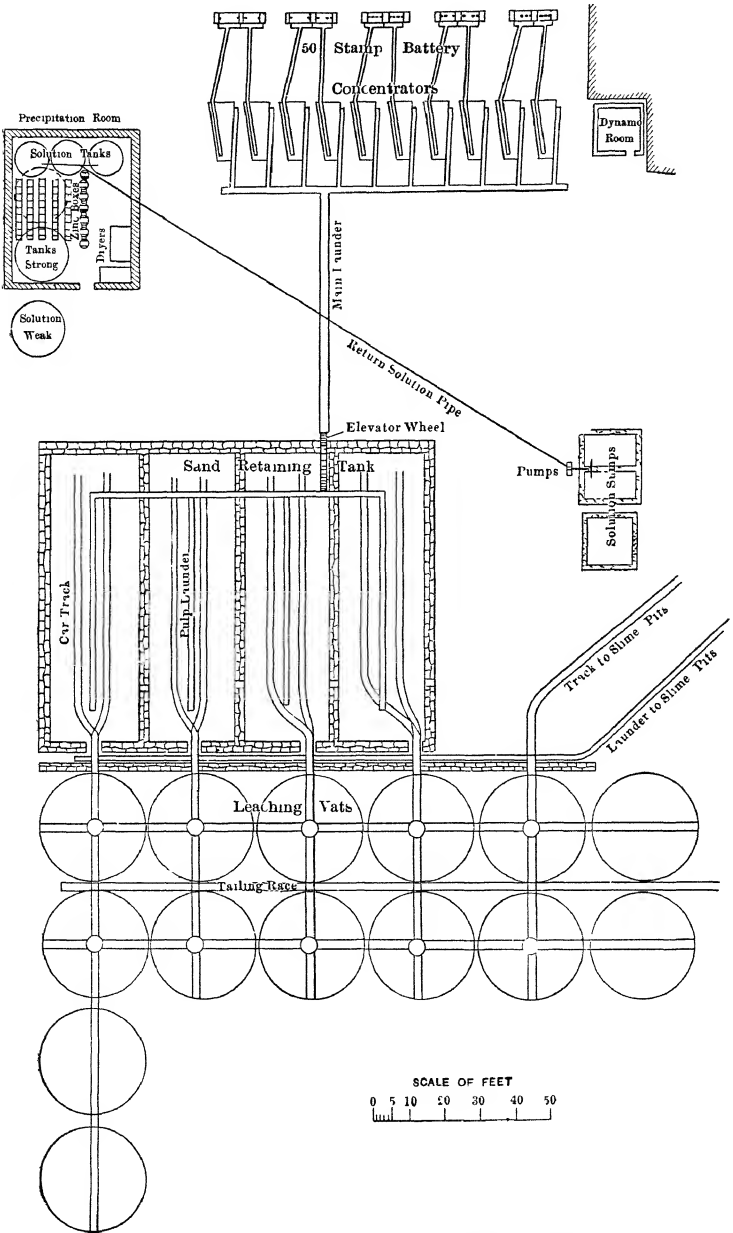 50 Stamp Battery
Concentrators
Precipitation Room
Solution Tanks
Zinc Boxes
Dryers
Tanks
Strong
Solution
Weak
Dynamo
Room
Main Launder
Return Solution Pipe
Elevator Wheel
Pumps
Solution Sumps
Sand Retaining Tank
Car Track
Pulp Launder
Track to Slime Pits
Launder to Slime Pits
Leaching Vats
Tailing Race
SCALE OF FEET
0 5 10 20 30 40 50